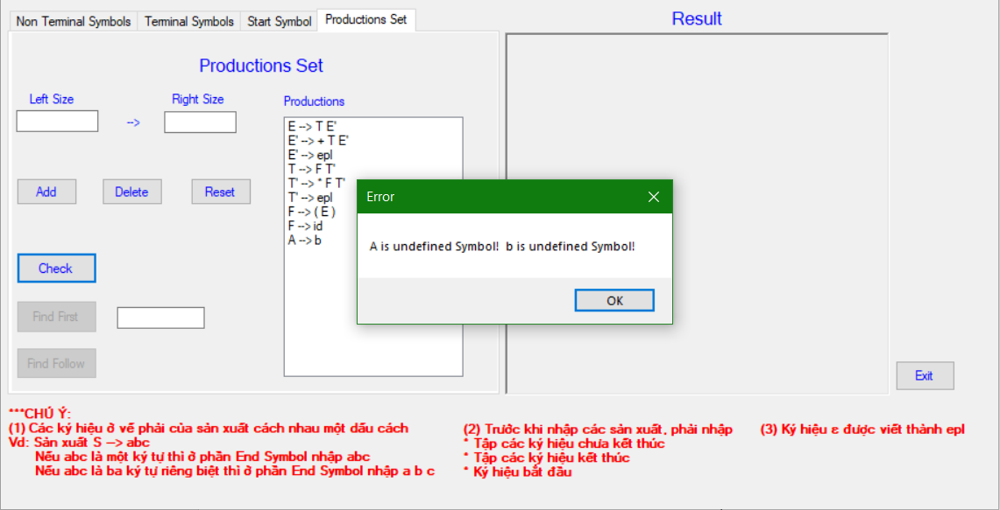 Non Terminal Symbols
Terminal Symbols
Start Symbol
Productions Set
Result
Productions Set
Left Size
Right Size
Productions
-->
E --> T E'
E' --> + T E'
E' --> epl
T --> F T'
T' --> * F T'
T' --> epl
F --> ( E )
F --> id
A --> b
Add
Delete
Reset
Error
A is undefined Symbol! b is undefined Symbol!
OK
Check
Find First
Find Follow
Exit
***CHÚ Ý:
(1) Các ký hiệu ở vế phải của sản xuất cách nhau một dấu cách
Vd: Sản xuất S --> abc
Nếu abc là một ký tự thì ở phần End Symbol nhập abc
Nếu abc là ba ký tự riêng biệt thì ở phần End Symbol nhập a b c
(2) Trước khi nhập các sản xuất, phải nhập
* Tập các ký hiệu chưa kết thúc
* Tập các ký hiệu kết thúc
* Ký hiệu bắt đầu
(3) Ký hiệu ε được viết thành epl